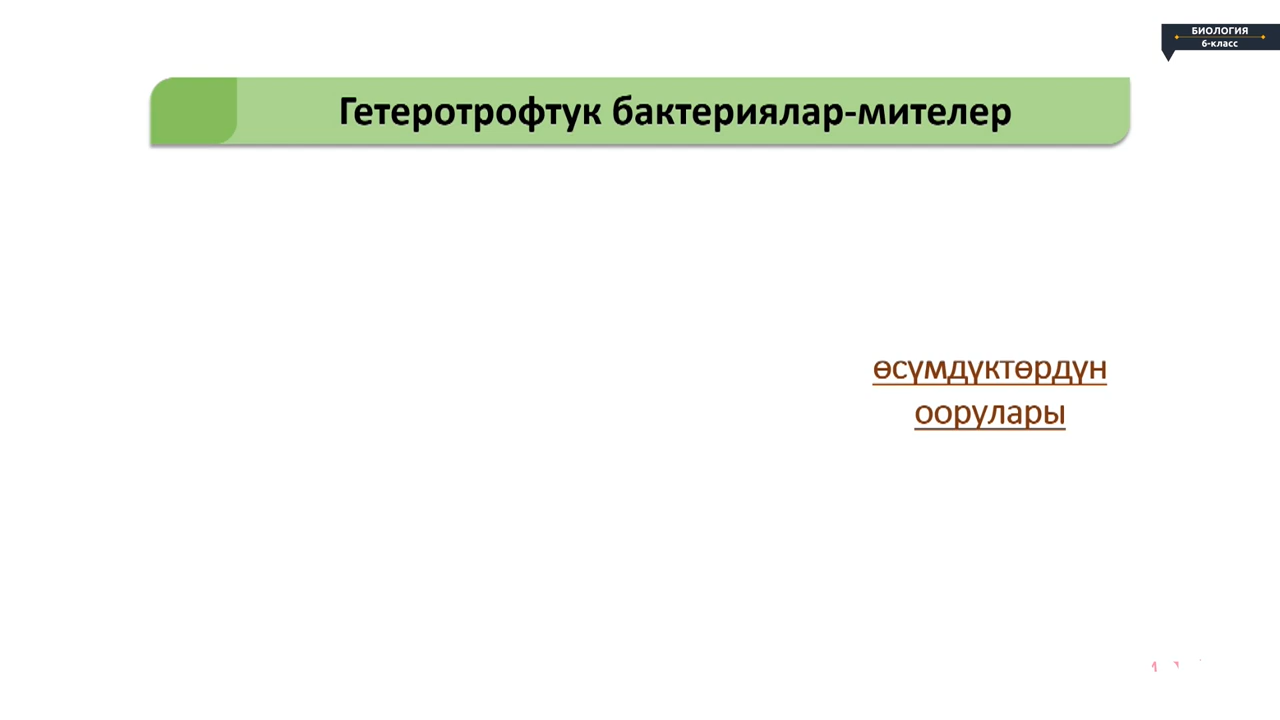 БИОЛОГИЯ
6-класс
Гетеротрофтук бактериялар-мителер
өсүмдүктөрдүн
оорулары